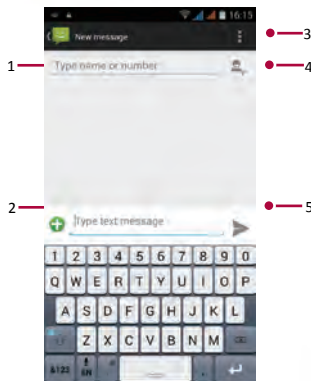 16:15
New message
3
1
Type name or number
4
2
5
Type text message
1 2 3 4 5 6 7 8 9 0
Q W E R T Y U I O P
A S D F G H J K L
Z X C V B N M
&123 EN .